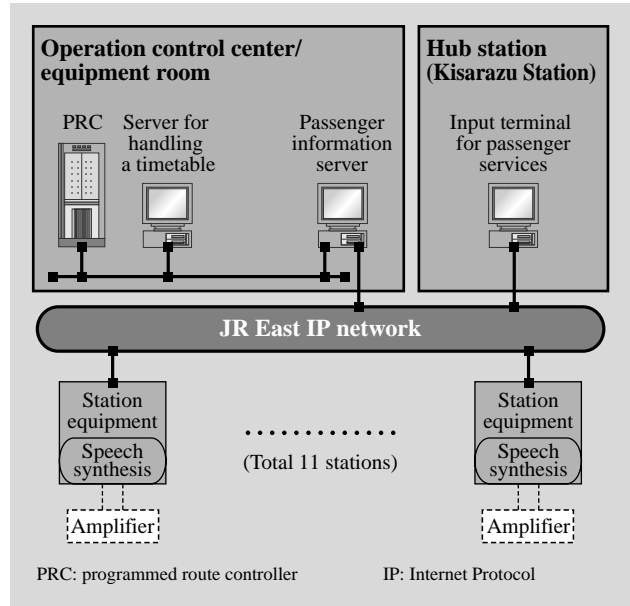 Operation control center/
equipment room
PRC
Server for
handling
a timetable
Passenger
information
server
Hub station
(Kisarazu Station)
Input terminal
for passenger
services
JR East IP network
Station
equipment
Speech
synthesis
Amplifier
(Total 11 stations)
Station
equipment
Speech
synthesis
Amplifier
PRC: programmed route controller
IP: Internet Protocol